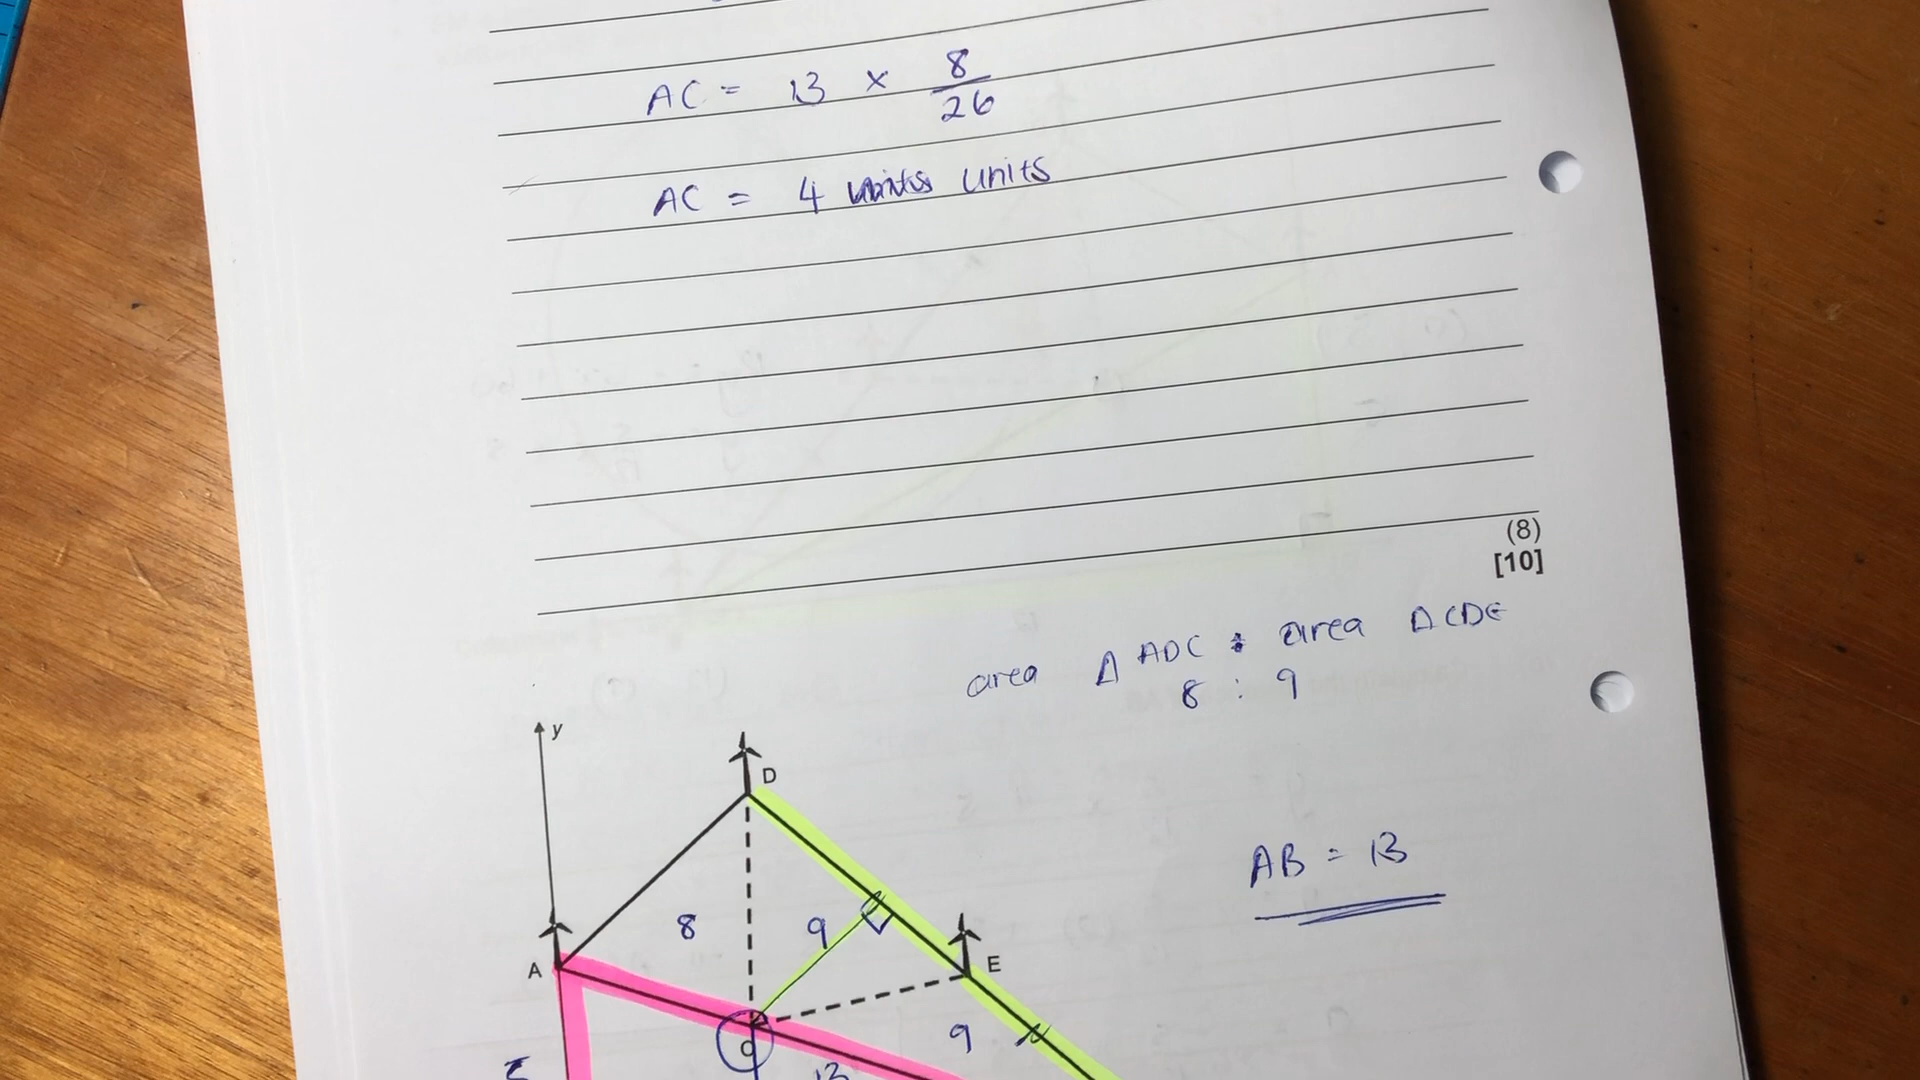 AC = 13 × 8/26
AC = 4 units
(8)
[10]
area Δ ADC : area Δ CDE
8 : 9
y
D
AB = 13
8
9
A
E
C
9
13